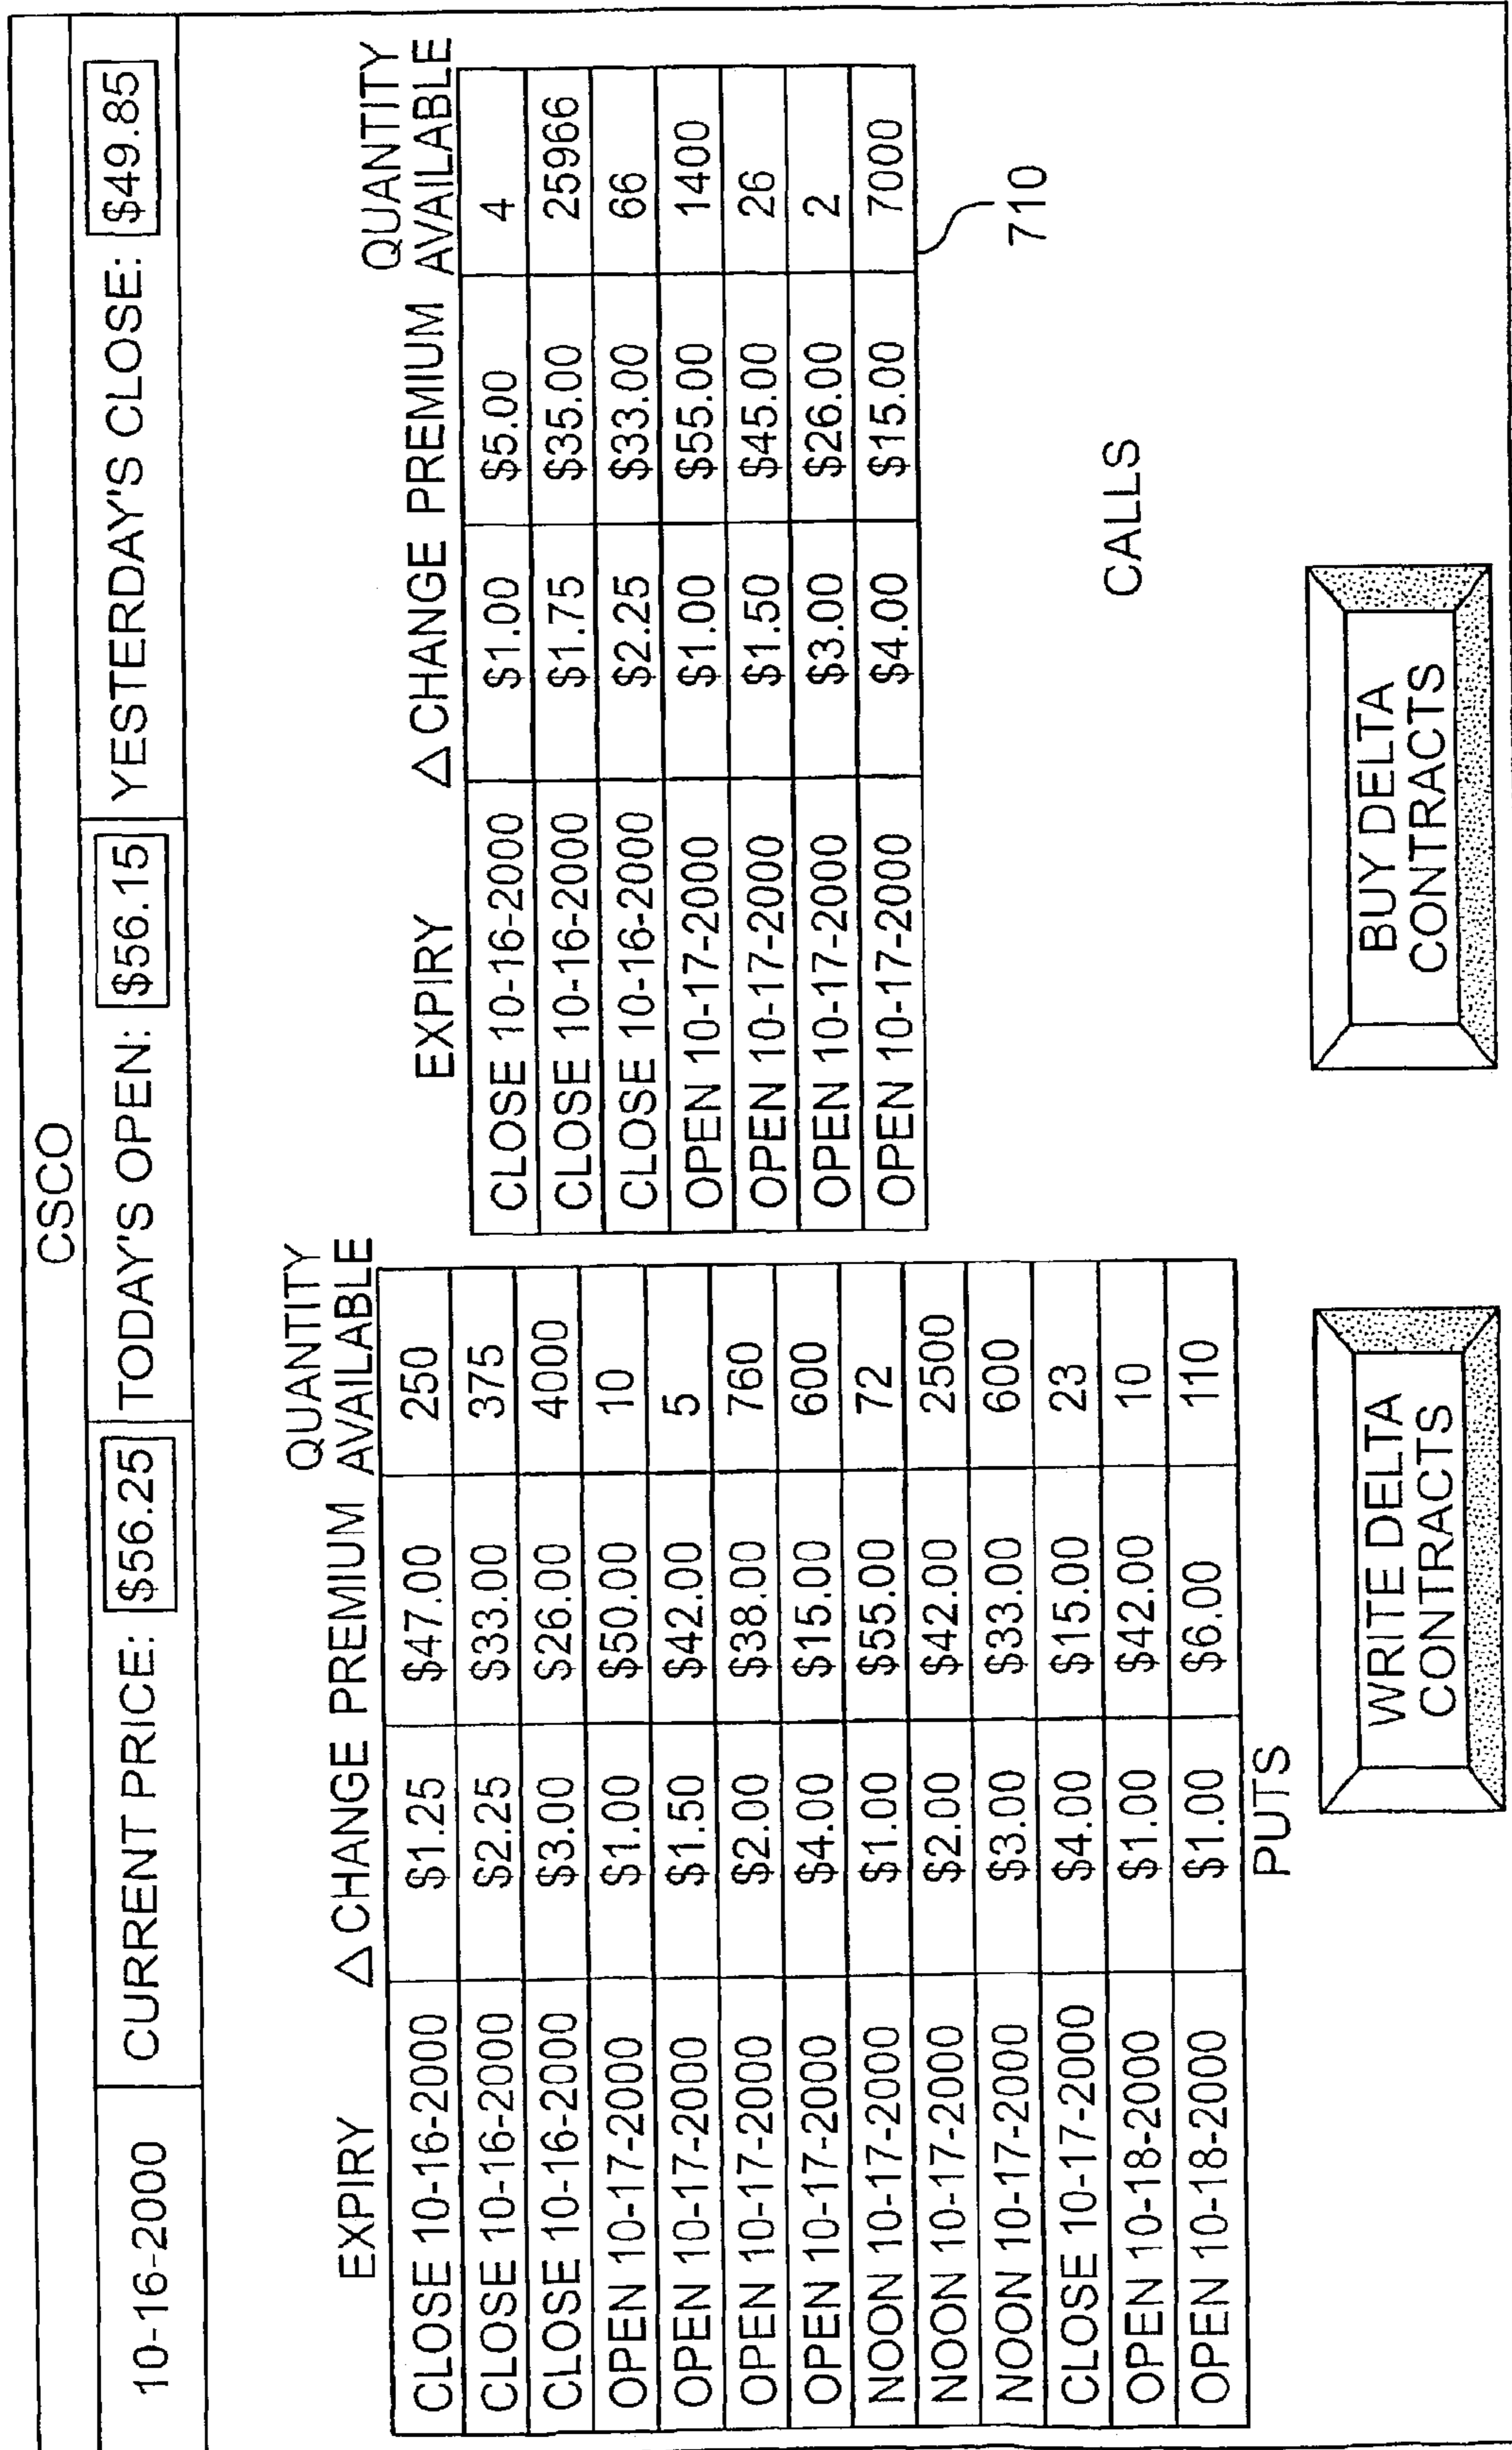 CSCO
10-16-2000 CURRENT PRICE: $56.25 TODAY'S OPEN: $56.15 YESTERDAY'S CLOSE: $49.85
EXPIRY △ CHANGE PREMIUM QUANTITY AVAILABLE
CLOSE 10-16-2000 $1.25 $47.00 250
CLOSE 10-16-2000 $2.25 $33.00 375
CLOSE 10-16-2000 $3.00 $26.00 4000
OPEN 10-17-2000 $1.00 $50.00 10
OPEN 10-17-2000 $1.50 $42.00 5
OPEN 10-17-2000 $2.00 $38.00 760
OPEN 10-17-2000 $4.00 $15.00 600
NOON 10-17-2000 $1.00 $55.00 72
NOON 10-17-2000 $2.00 $42.00 2500
NOON 10-17-2000 $3.00 $33.00 600
CLOSE 10-17-2000 $4.00 $15.00 23
OPEN 10-18-2000 $1.00 $42.00 10
OPEN 10-18-2000 $1.00 $6.00 110
PUTS
EXPIRY △ CHANGE PREMIUM QUANTITY AVAILABLE
CLOSE 10-16-2000 $1.00 $5.00 4
CLOSE 10-16-2000 $1.75 $35.00 25966
CLOSE 10-16-2000 $2.25 $33.00 66
OPEN 10-17-2000 $1.00 $55.00 1400
OPEN 10-17-2000 $1.50 $45.00 26
OPEN 10-17-2000 $3.00 $26.00 2
OPEN 10-17-2000 $4.00 $15.00 7000
710
CALLS
WRITE DELTA
CONTRACTS
BUY DELTA
CONTRACTS